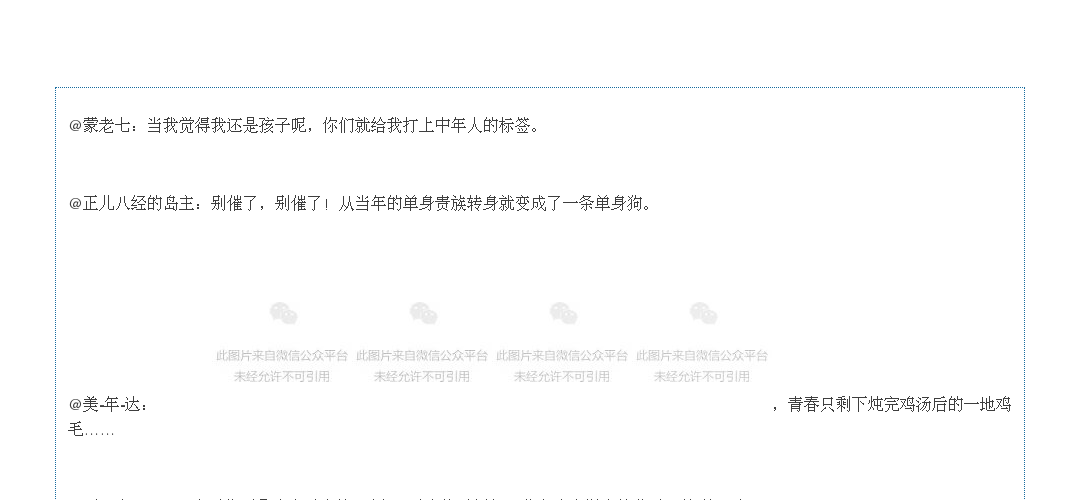 @蒙老七：当我觉得我还是孩子呢，你们就给我打上中年人的标签。
@正儿八经的岛主：别催了，别催了！从当年的单身贵族转身就变成了一条单身狗。
此图片来自微信公众平台 此图片来自微信公众平台 此图片来自微信公众平台 此图片来自微信公众平台
未经允许不可引用 未经允许不可引用 未经允许不可引用 未经允许不可引用
@美-年-达： ，青春只剩下炖完鸡汤后的一地鸡
毛……